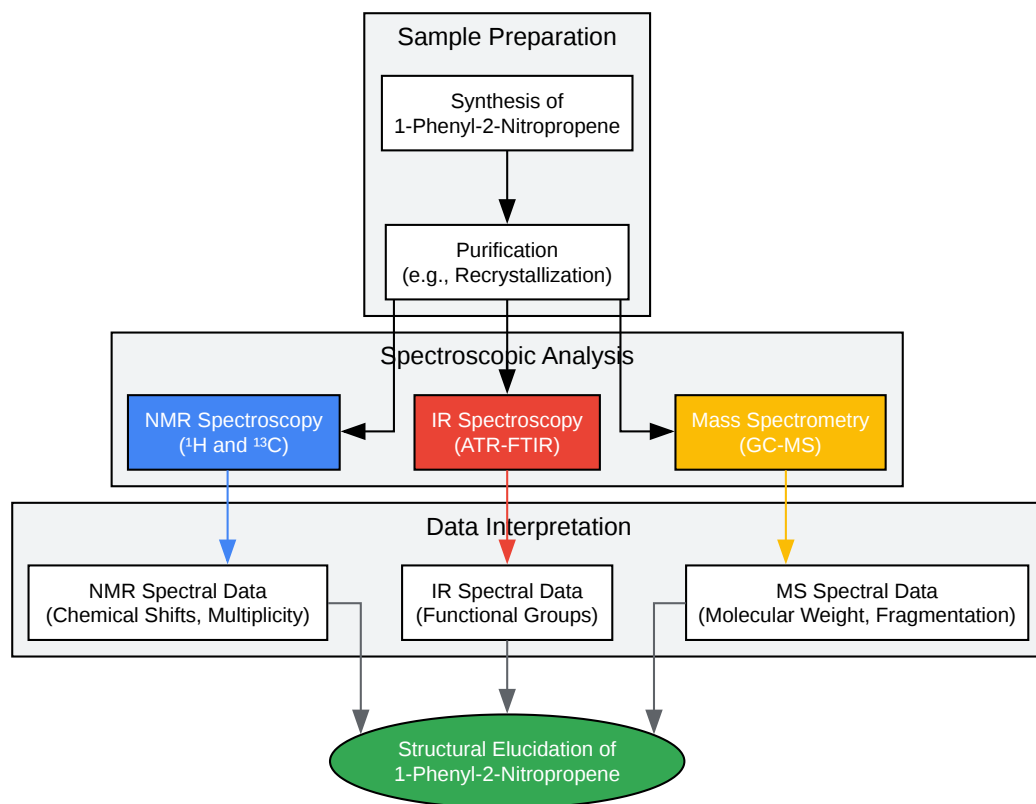 Sample Preparation
Synthesis of
1-Phenyl-2-Nitropropene
Purification
(e.g., Recrystallization)
Spectroscopic Analysis
NMR Spectroscopy
(¹H and ¹³C)
IR Spectroscopy
(ATR-FTIR)
Mass Spectrometry
(GC-MS)
Data Interpretation
NMR Spectral Data
(Chemical Shifts, Multiplicity)
IR Spectral Data
(Functional Groups)
MS Spectral Data
(Molecular Weight, Fragmentation)
Structural Elucidation of
1-Phenyl-2-Nitropropene